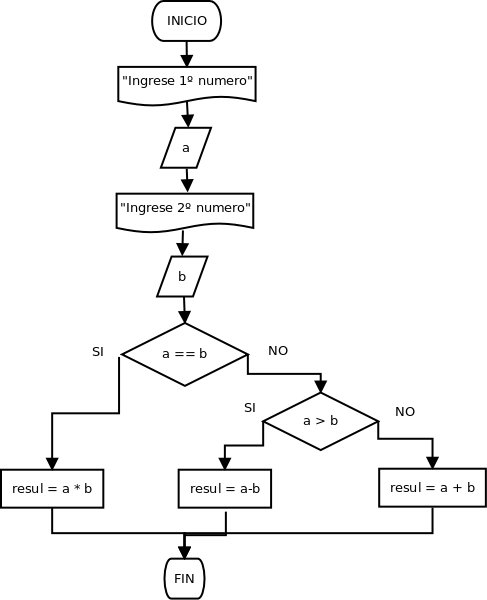 INICIO
"Ingrese 1º numero"
a
"Ingrese 2º numero"
b
SI
a == b
NO
SI
a > b
NO
resul = a * b
resul = a-b
resul = a + b
FIN